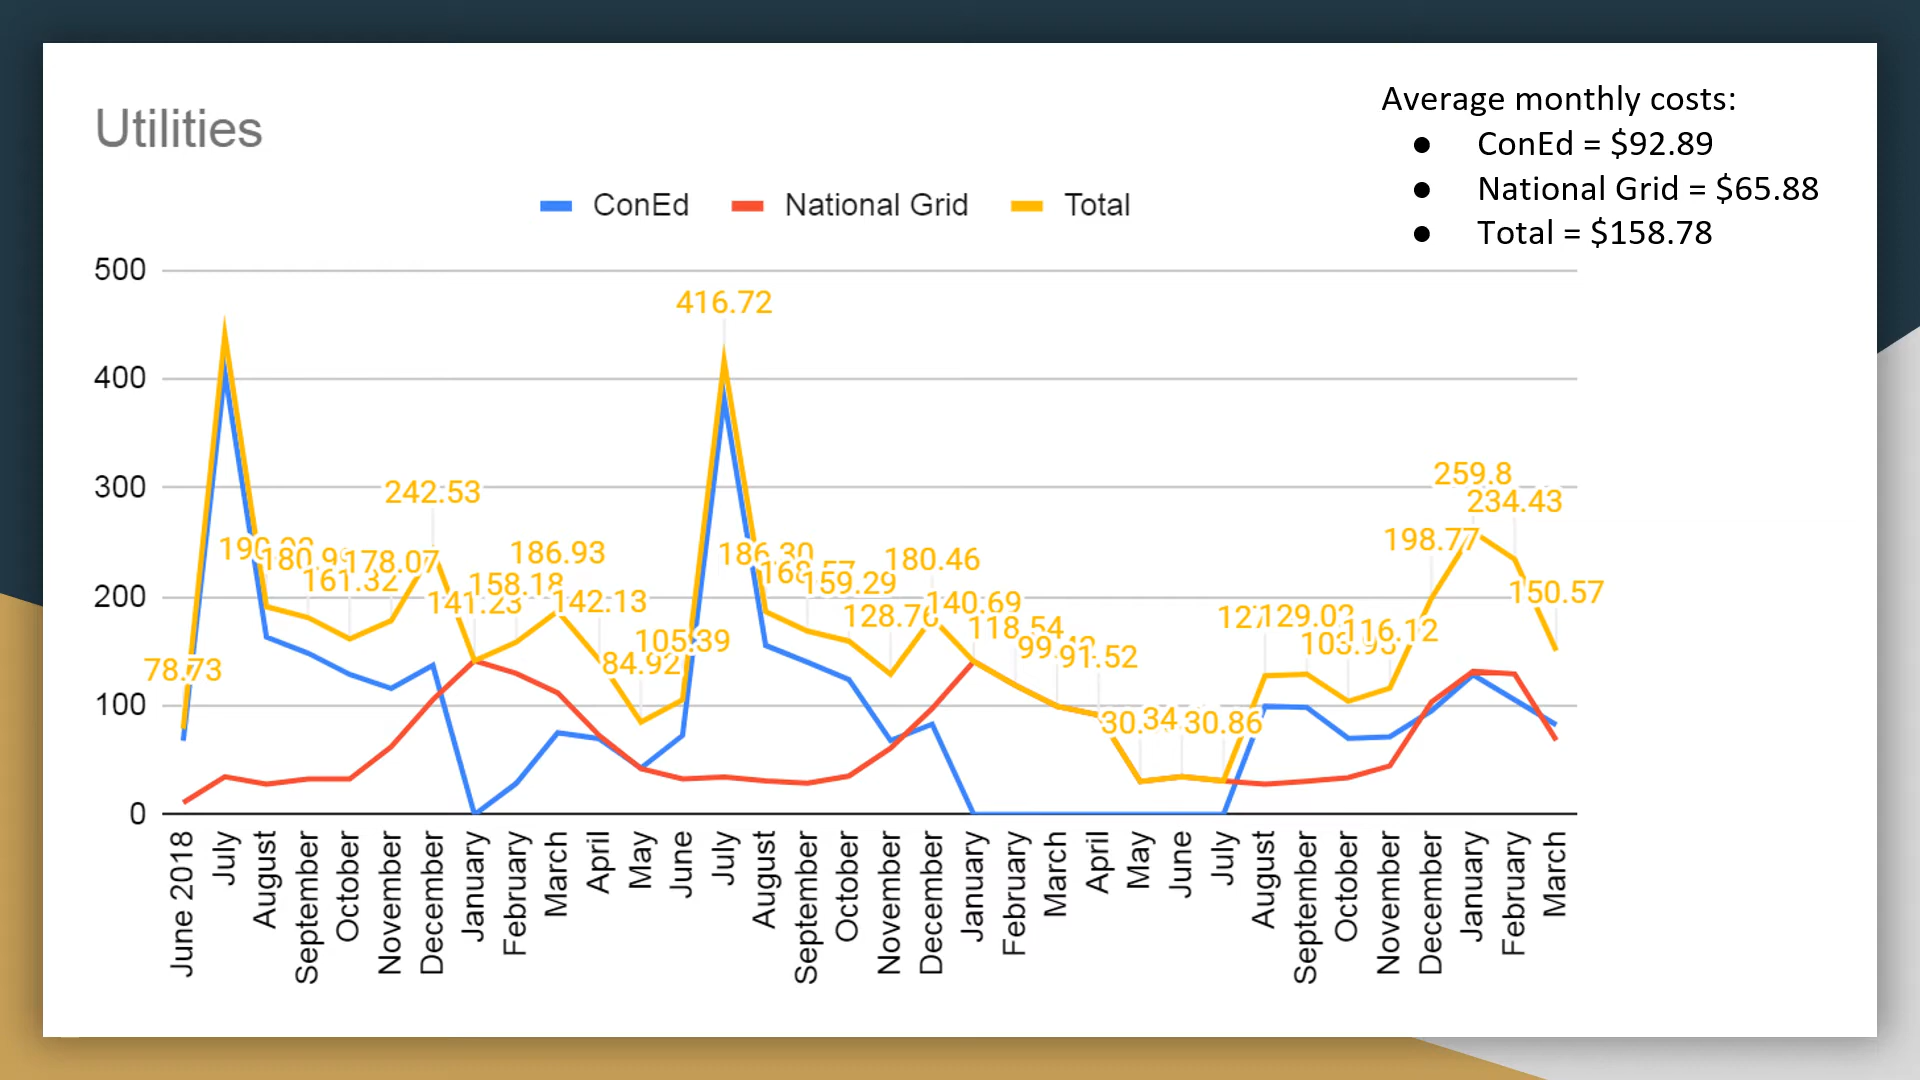 Utilities
Average monthly costs:
● ConEd = $92.89
● National Grid = $65.88
● Total = $158.78
ConEd National Grid Total
500
400
300
200
100
0
78.73
161.32
178.07
242.53
158.18
186.93
142.13
84.92
105.39
416.72
186.30
159.29
180.46
140.69
118.54
91.52
30.86
129.02
116.12
198.77
259.8
234.43
150.57
June 2018
July
August
September
October
November
December
January
February
March
April
May
June
July
August
September
October
November
December
January
February
March
April
May
June
July
August
September
October
November
December
January
February
March